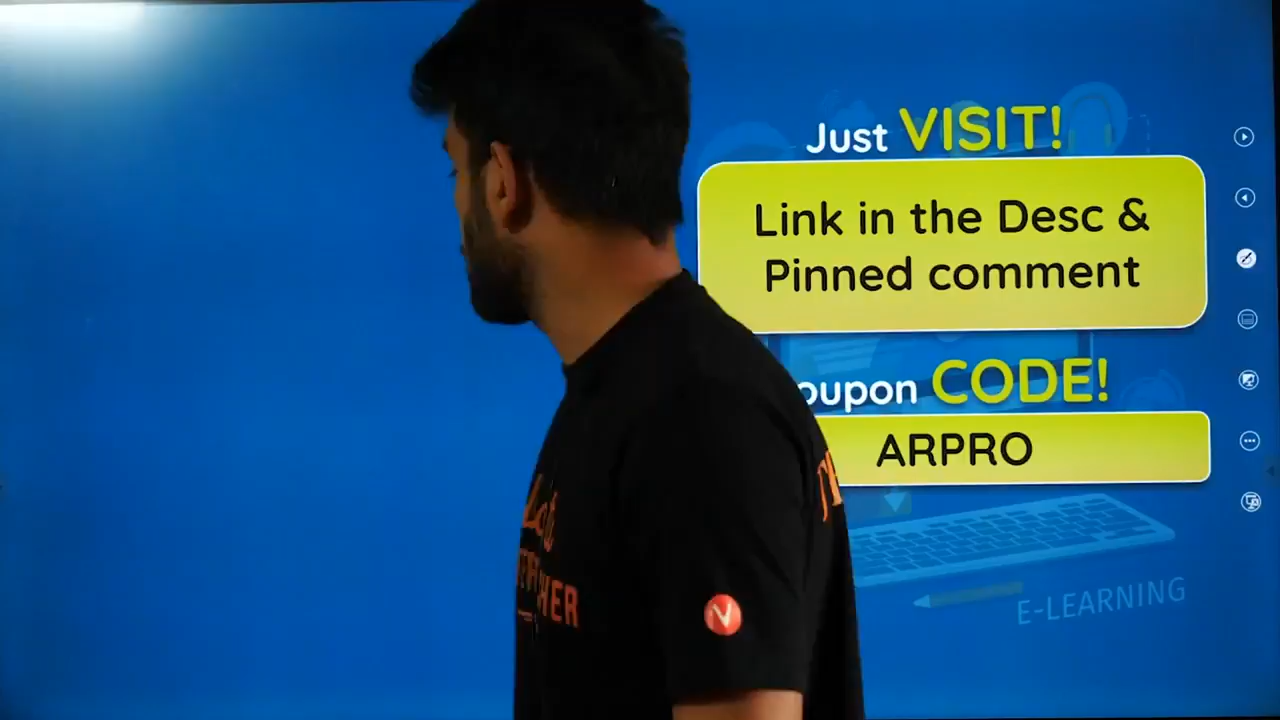 Just VISIT!
Link in the Desc &
Pinned comment
oupon CODE!
ARPRO
E-LEARNING